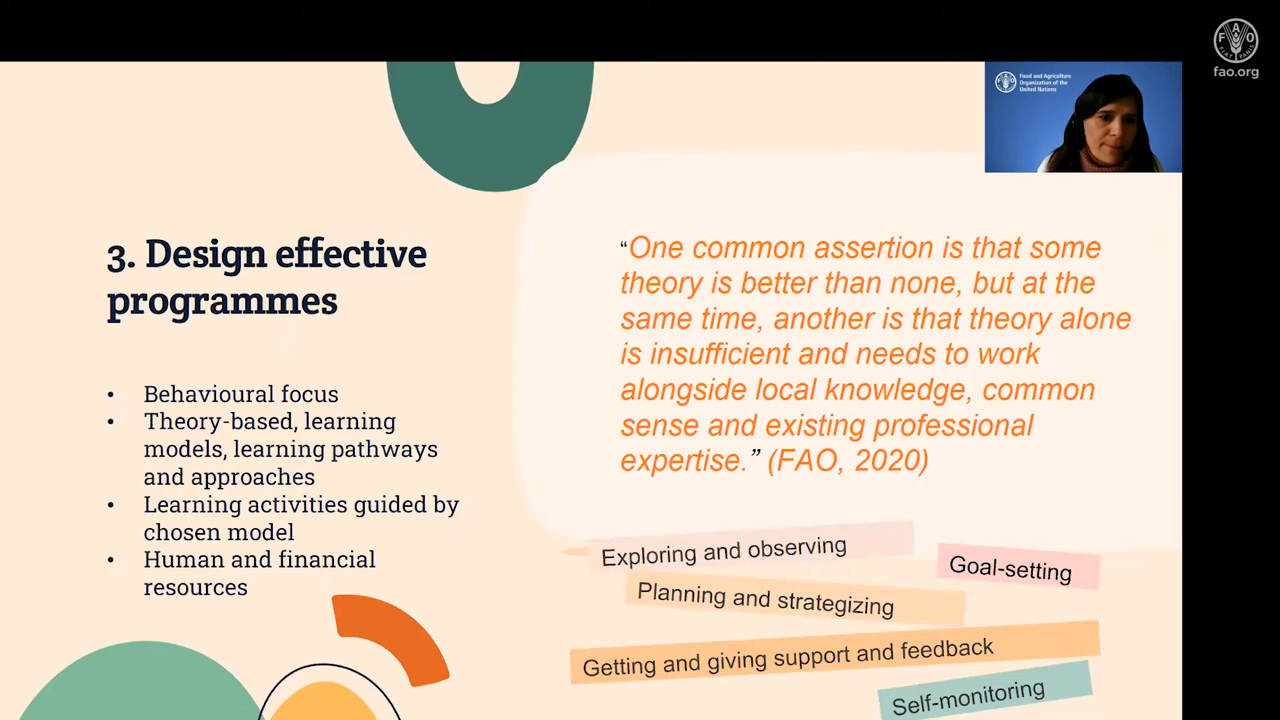 FAO
FIAT PANIS
fao.org
Food and Agriculture
Organization of the
United Nations
3. Design effective
programmes
• Behavioural focus
• Theory-based, learning
models, learning pathways
and approaches
• Learning activities guided by
chosen model
• Human and financial
resources
“One common assertion is that some
theory is better than none, but at the
same time, another is that theory alone
is insufficient and needs to work
alongside local knowledge, common
sense and existing professional
expertise.” (FAO, 2020)
Exploring and observing
Goal-setting
Planning and strategizing
Getting and giving support and feedback
Self-monitoring